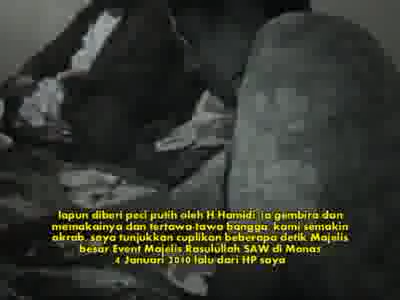 Iapun diberi peci putih oleh H.Hamidi, ia gembira dan
memakainya dan tertawa-tawa bangga, kami semakin
akrab, saya tunjukkan cuplikan beberapa detik Majelis
besar Event Majelis Rasulullah SAW di Monas
4 Januari 2010 lalu dari HP saya